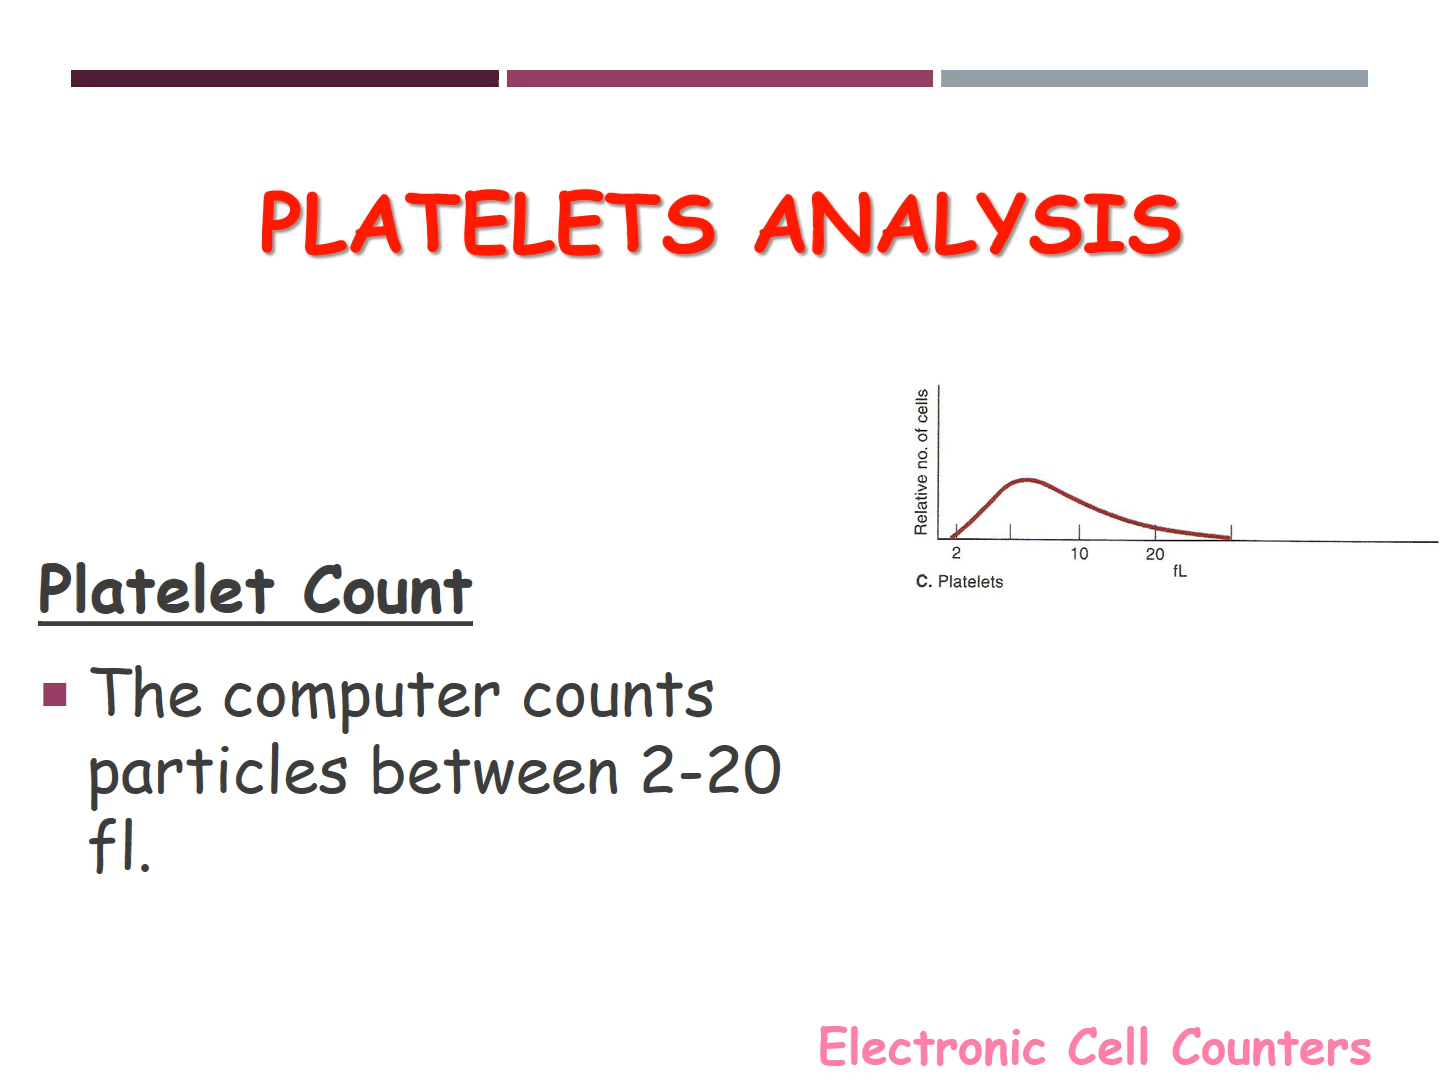 PLATELETS ANALYSIS
Relative no. of cells
2 10 20
fL
C. Platelets
Platelet Count
The computer counts
particles between 2-20
fl.
Electronic Cell Counters